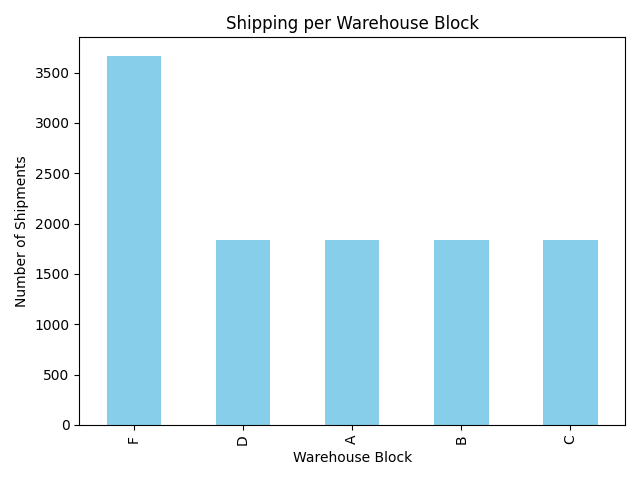 Shipping per Warehouse Block
Number of Shipments
3500
3000
2500
2000
1500
1000
500
0
F
D
A
B
C
Warehouse Block